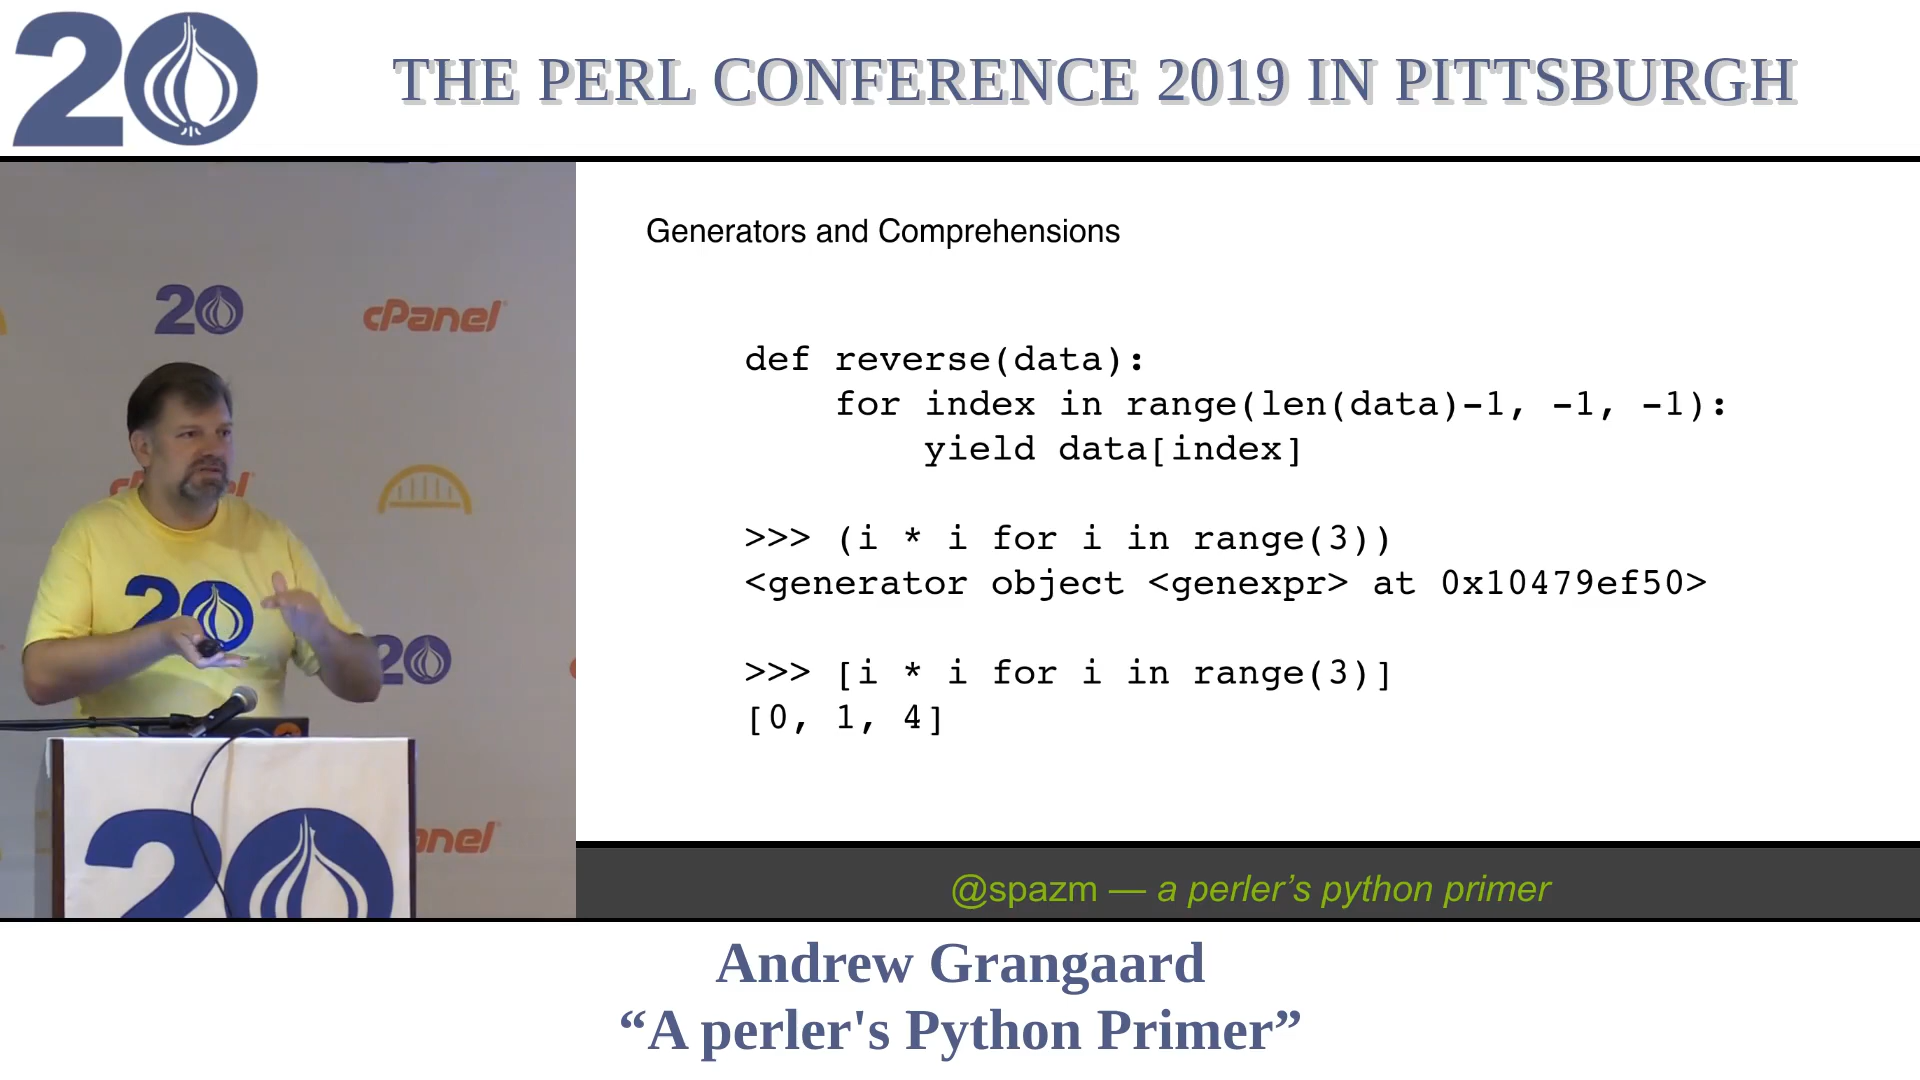 20
THE PERL CONFERENCE 2019 IN PITTSBURGH
20
cPanel
20
20
anel
20
Generators and Comprehensions
def reverse(data):
    for index in range(len(data)-1, -1, -1):
        yield data[index]
>>> (i * i for i in range(3))
<generator object <genexpr> at 0x10479ef50>
>>> [i * i for i in range(3)]
[0, 1, 4]
@spazm — a perler’s python primer
Andrew Grangaard
“A perler's Python Primer”